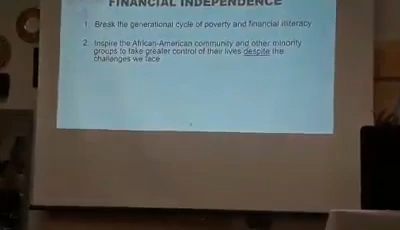 FINANCIAL INDEPENDENCE
1. Break the generational cycle of poverty and financial illiteracy
2. Inspire the African-American community and other minority
groups to take greater control of their lives despite the
challenges we face